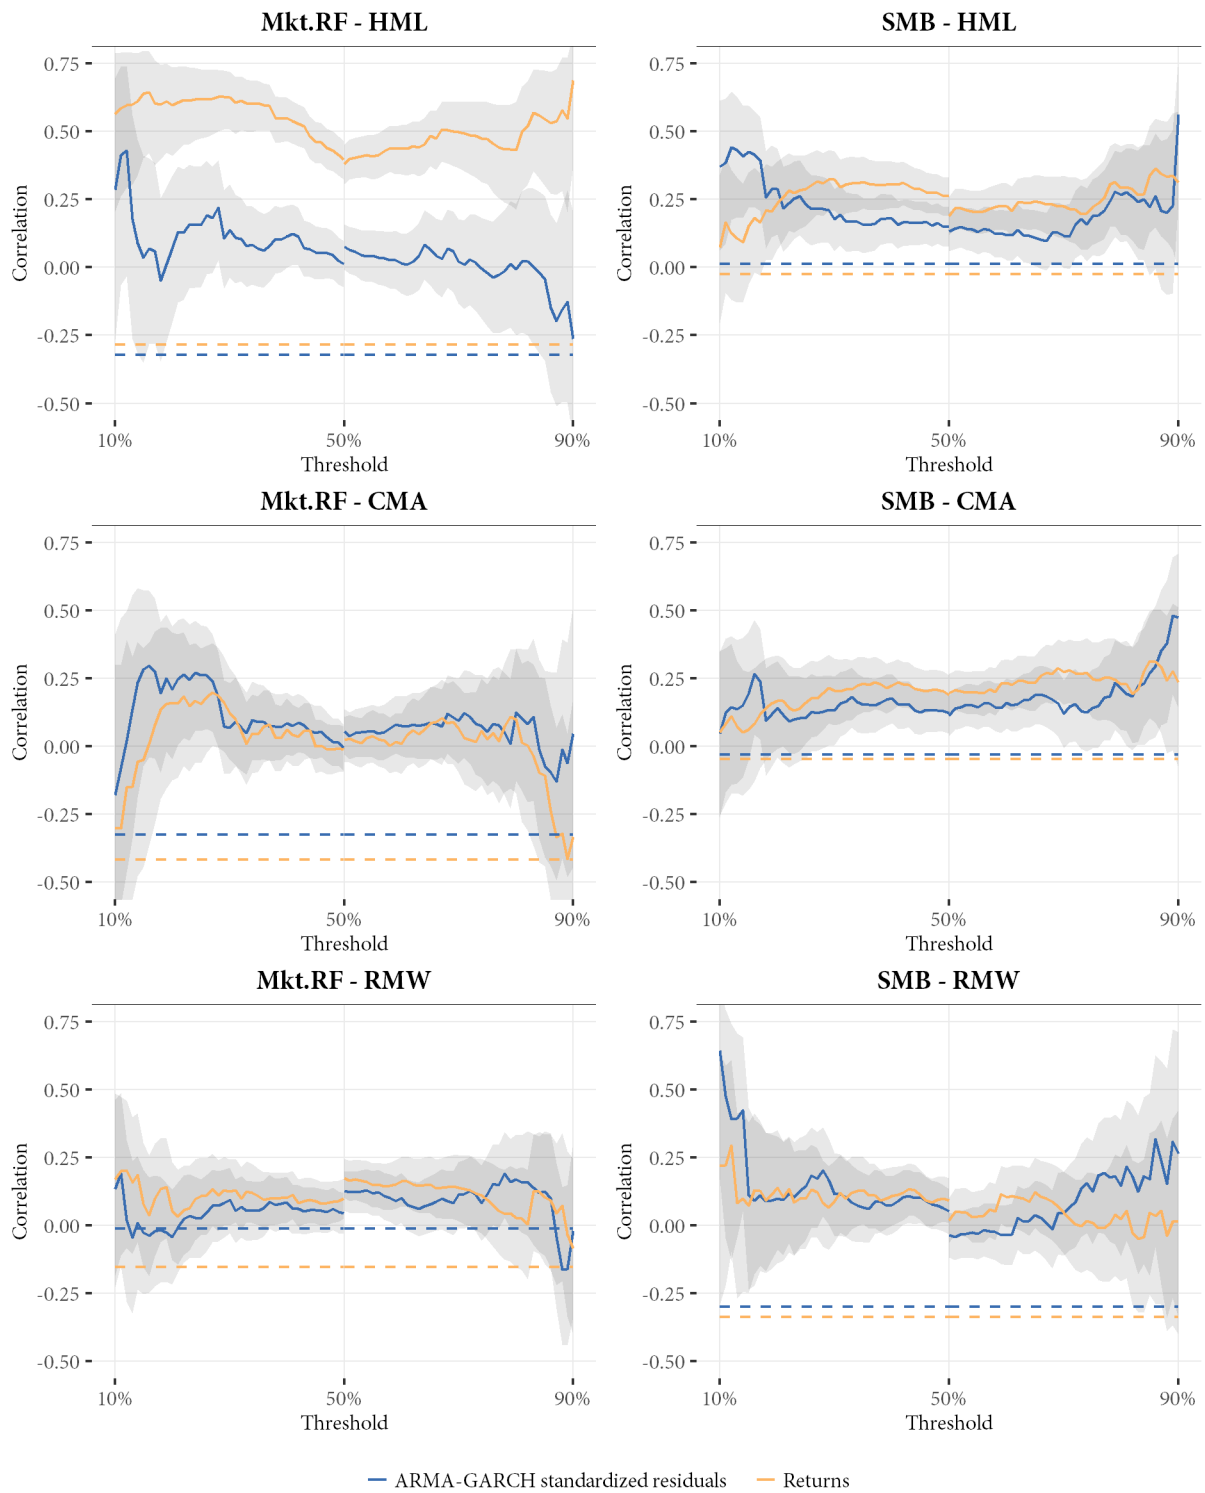 Mkt.RF - HML
SMB - HML
0.75
0.50
0.25
0.00
-0.25
-0.50
Correlation
10%
50%
90%
Threshold
0.75
0.50
0.25
0.00
-0.25
-0.50
Correlation
10%
50%
90%
Threshold
Mkt.RF - CMA
SMB - CMA
0.75
0.50
0.25
0.00
-0.25
-0.50
Correlation
10%
50%
90%
Threshold
0.75
0.50
0.25
0.00
-0.25
-0.50
Correlation
10%
50%
90%
Threshold
Mkt.RF - RMW
SMB - RMW
0.75
0.50
0.25
0.00
-0.25
-0.50
Correlation
10%
50%
90%
Threshold
0.75
0.50
0.25
0.00
-0.25
-0.50
Correlation
10%
50%
90%
Threshold
ARMA-GARCH standardized residuals
Returns